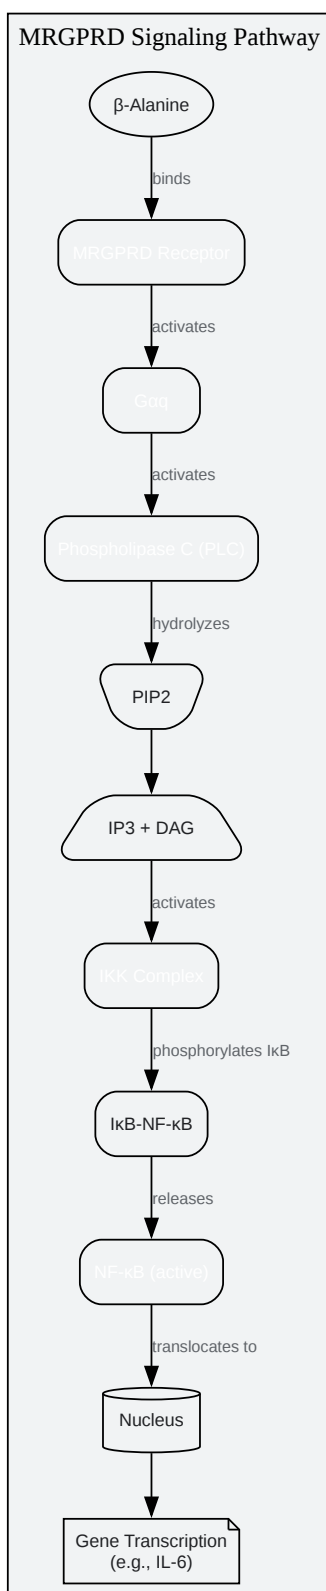 MRGPRD Signaling Pathway
β-Alanine
binds
MRGPRD Receptor
activates
Gαq
activates
Phospholipase C (PLC)
hydrolyzes
PIP2
IP3 + DAG
activates
IKK Complex
phosphorylates IκB
IκB-NF-κB
releases
NF-κB (active)
translocates to
Nucleus
Gene Transcription
(e.g., IL-6)